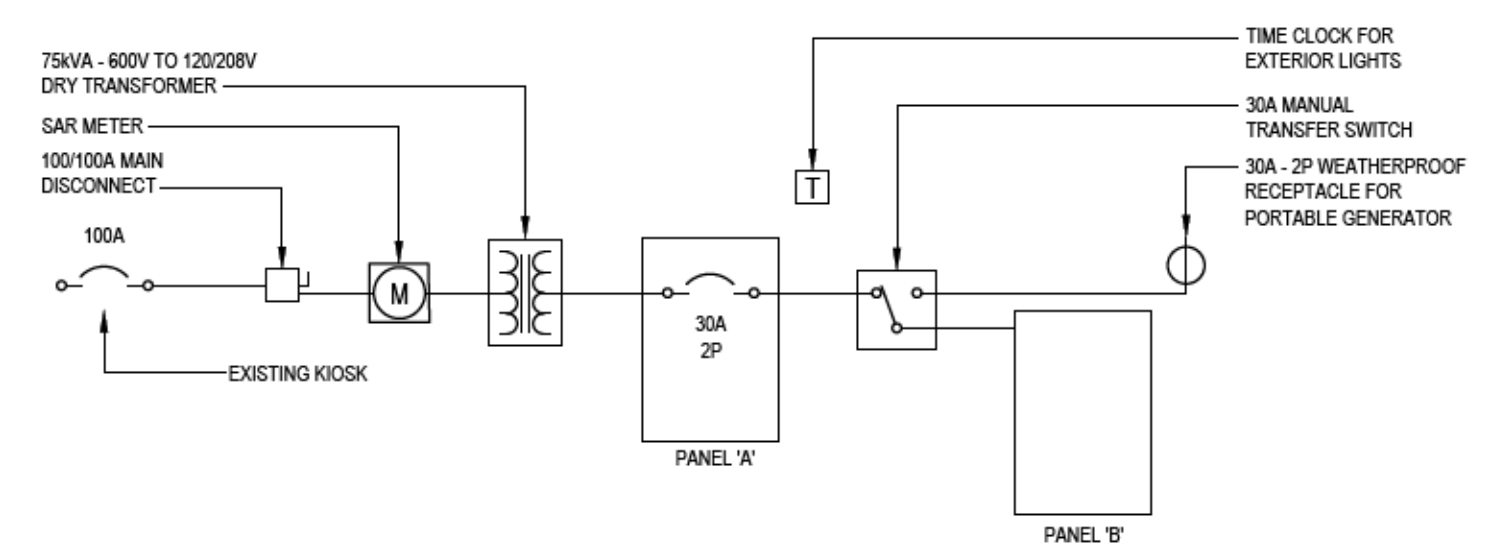 75kVA - 600V TO 120/208V
DRY TRANSFORMER
SAR METER
100/100A MAIN
DISCONNECT
100A
EXISTING KIOSK
M
30A
2P
PANEL 'A'
T
TIME CLOCK FOR
EXTERIOR LIGHTS
30A MANUAL
TRANSFER SWITCH
30A - 2P WEATHERPROOF
RECEPTACLE FOR
PORTABLE GENERATOR
PANEL 'B'